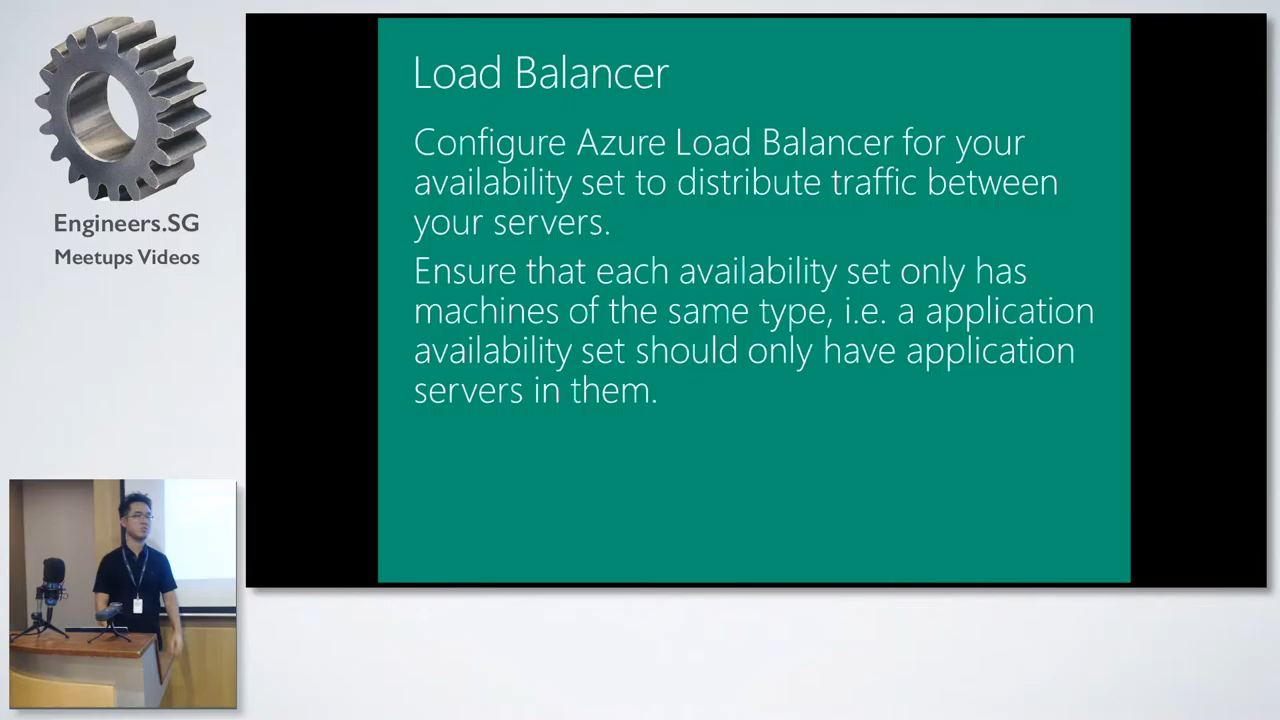 Engineers.SG
Meetups Videos
Load Balancer
Configure Azure Load Balancer for your
availability set to distribute traffic between
your servers.
Ensure that each availability set only has
machines of the same type, i.e. a application
availability set should only have application
servers in them.